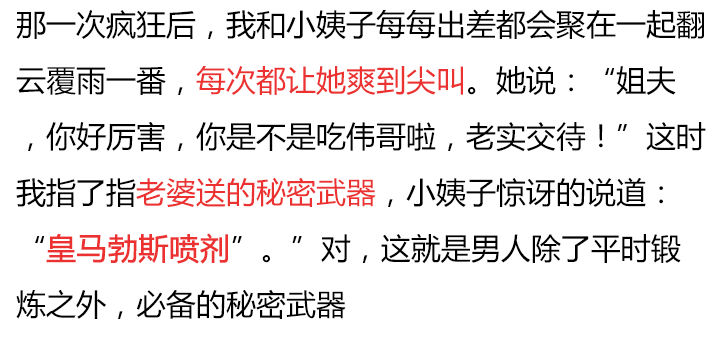 那一次疯狂后，我和小姨子每每出差都会聚在一起翻
云覆雨一番，每次都让她爽到尖叫。她说：“姐夫
，你好厉害，你是不是吃伟哥啦，老实交待！”这时
我指了指老婆送的秘密武器，小姨子惊讶的说道：
“皇马勃斯喷剂”。”对，这就是男人除了平时锻
炼之外，必备的秘密武器